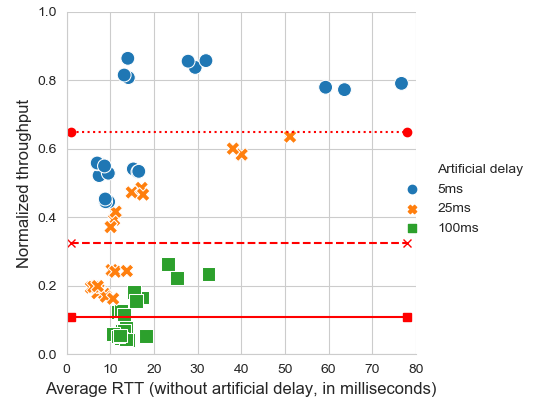 1.0
0.8
0.6
0.4
0.2
0.0
Normalized throughput
0 10 20 30 40 50 60 70 80
Average RTT (without artificial delay, in milliseconds)
Artificial delay
5ms
25ms
100ms